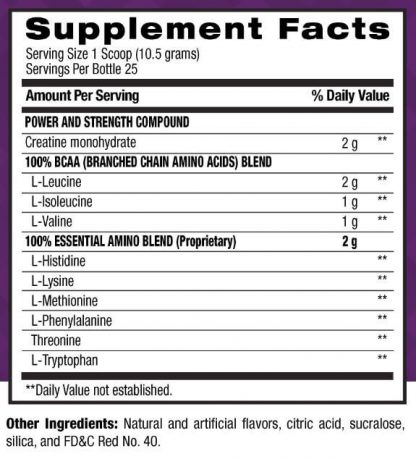 Supplement Facts
Serving Size 1 Scoop (10.5 grams)
Servings Per Bottle 25
Amount Per Serving % Daily Value
POWER AND STRENGTH COMPOUND
Creatine monohydrate 2 g **
100% BCAA (BRANCHED CHAIN AMINO ACIDS) BLEND
L-Leucine 2 g **
L-Isoleucine 1 g **
L-Valine 1 g **
100% ESSENTIAL AMINO BLEND (Proprietary) 2 g
L-Histidine **
L-Lysine **
L-Methionine **
L-Phenylalanine **
Threonine **
L-Tryptophan **
**Daily Value not established.
Other Ingredients: Natural and artificial flavors, citric acid, sucralose,
silica, and FD&C Red No. 40.